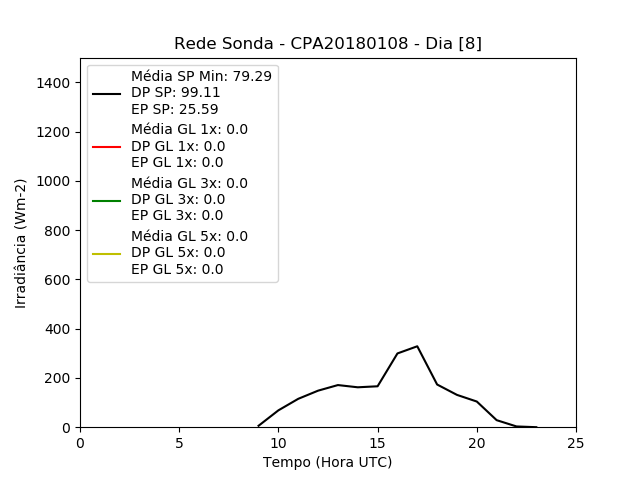 Rede Sonda - CPA20180108 - Dia [8]
Média SP Min: 79.29
DP SP: 99.11
EP SP: 25.59
Média GL 1x: 0.0
DP GL 1x: 0.0
EP GL 1x: 0.0
Média GL 3x: 0.0
DP GL 3x: 0.0
EP GL 3x: 0.0
Média GL 5x: 0.0
DP GL 5x: 0.0
EP GL 5x: 0.0
1400
1200
1000
800
600
400
200
0
Irradiância (Wm-2)
0 5 10 15 20 25
Tempo (Hora UTC)